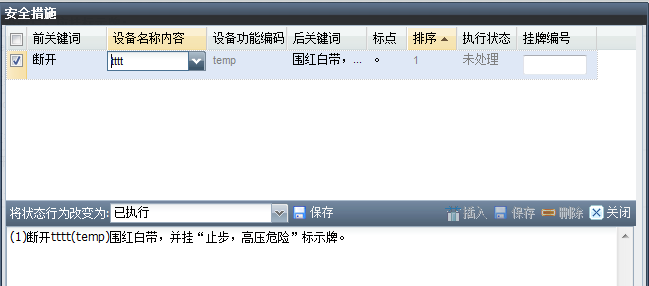 安全措施
前关键词 设备名称内容 设备功能编码 后关键词 标点 排序 执行状态 挂牌编号
断开 tttt temp 围红白带，... 。 1 未处理
将状态行为改变为: 已执行 保存 插入 保存 删除 关闭
(1)断开tttt(temp)围红白带，并挂“止步，高压危险”标示牌。